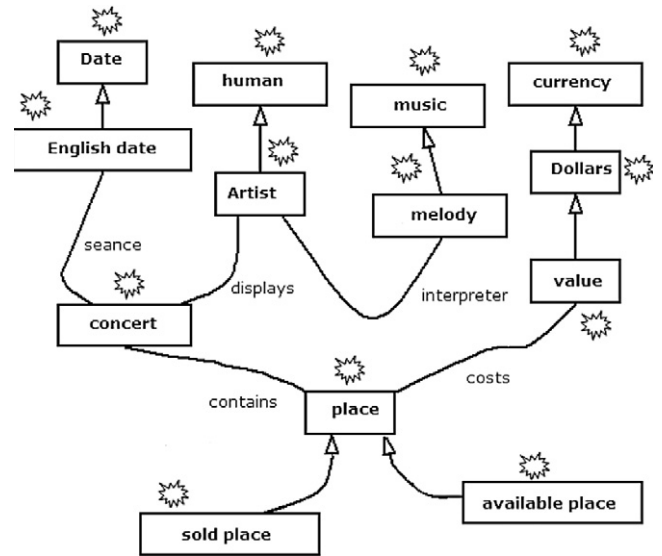 Date
human
music
currency
English date
Artist
melody
Dollars
seance
displays
interpreter
value
concert
contains
place
costs
sold place
available place